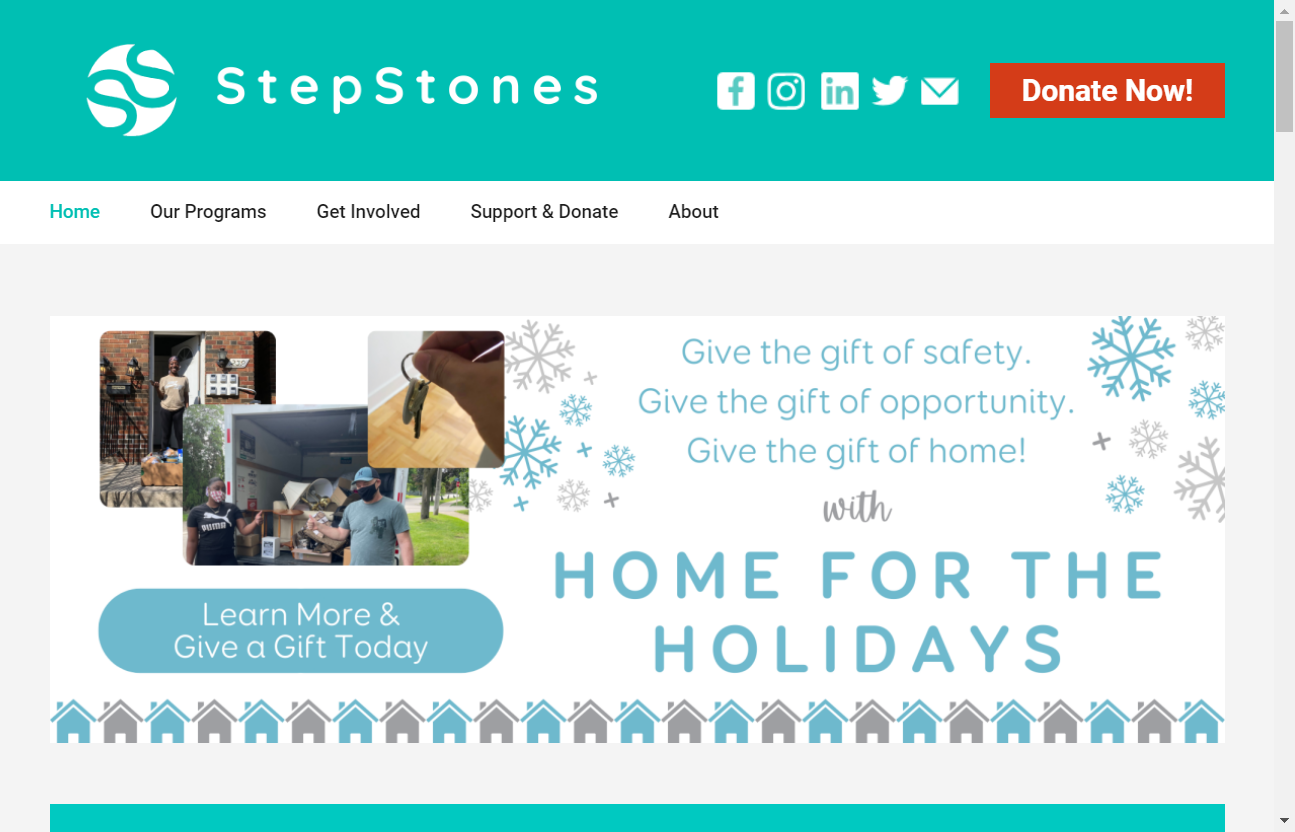 StepStones
Donate Now!
Home
Our Programs
Get Involved
Support & Donate
About
Give the gift of safety.
Give the gift of opportunity.
Give the gift of home!
with
HOME FOR THE
HOLIDAYS
PUMA
Learn More &
Give a Gift Today